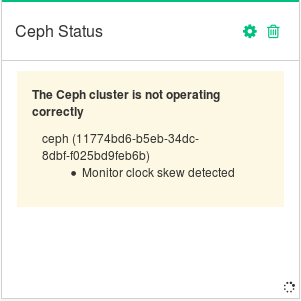 Ceph Status
The Ceph cluster is not operating
correctly
ceph (11774bd6-b5eb-34dc-
8dbf-f025bd9feb6b)
● Monitor clock skew detected